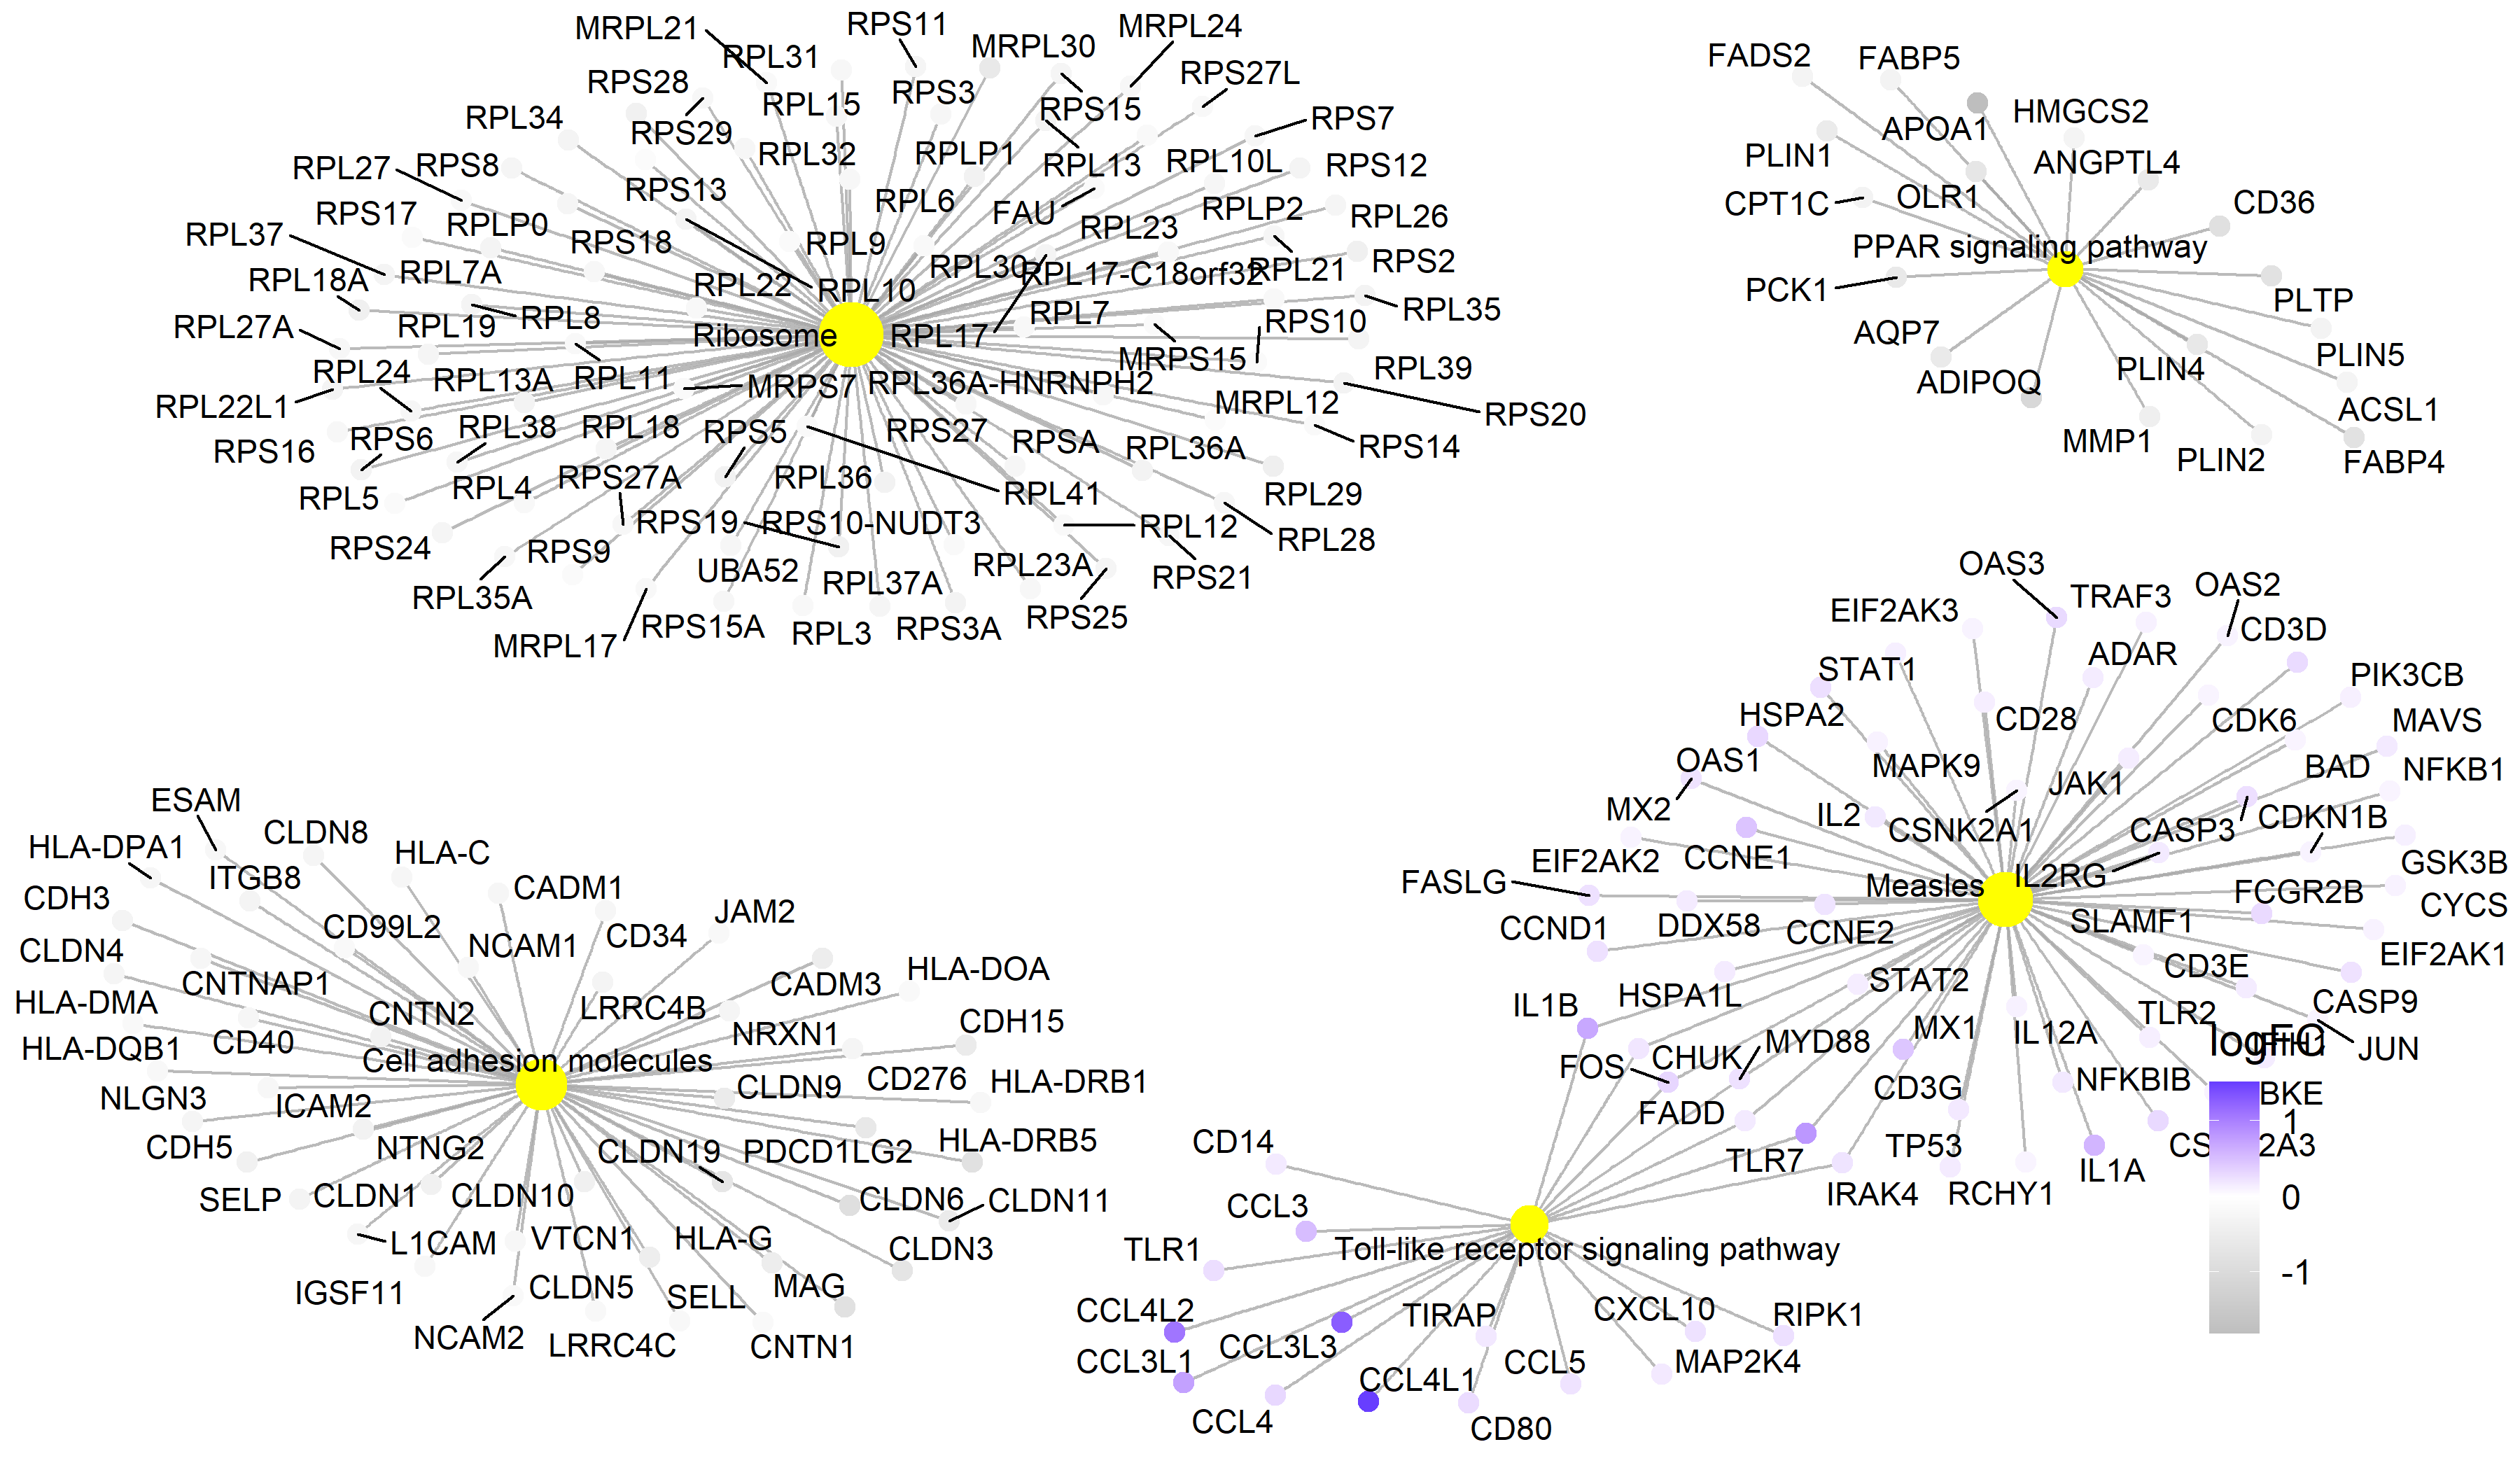 MRPL21
RPS11
MRPL30
MRPL24
RPL31
RPS28
RPL15
RPS3
RPS27L
RPL34
RPS29
RPS15
RPS7
RPL32
RPLP1
RPL13
RPL10L
RPS12
RPL27
RPS8
RPS13
RPL6
FAU
RPLP2
RPL26
RPS17
RPLP0
RPS18
RPL9
RPL23
RPL37
RPL7A
RPL22
RPL10
RPL30
RPL17-C18orf32
RPL21
RPS2
RPL18A
RPL19
RPL8
RPL7
RPS10
RPL35
RPL27A
Ribosome
RPL17
MRPS15
RPL39
RPL24
RPL13A
RPL11
MRPS7
RPL36A-HNRNPH2
MRPL12
RPS20
RPL22L1
RPS16
RPS6
RPL38
RPL18
RPS5
RPS27
RPSA
RPL36A
RPS14
RPL5
RPL4
RPS27A
RPL36
RPL41
RPL29
RPS24
RPS9
RPS19
RPS10-NUDT3
RPL12
RPL28
RPL35A
UBA52
RPL37A
RPL23A
RPS21
MRPL17
RPS15A
RPL3
RPS3A
RPS25
FADS2
FABP5
APOA1
HMGCS2
PLIN1
ANGPTL4
CPT1C
OLR1
CD36
PPAR signaling pathway
PCK1
PLTP
AQP7
PLIN5
ADIPOQ
PLIN4
ACSL1
MMP1
PLIN2
FABP4
OAS3
TRAF3
OAS2
EIF2AK3
CD3D
STAT1
ADAR
PIK3CB
HSPA2
CD28
CDK6
MAVS
OAS1
MAPK9
JAK1
BAD
NFKB1
MX2
IL2
CSNK2A1
CASP3
CDKN1B
EIF2AK2
CCNE1
GSK3B
FASLG
Measles
IL2RG
FCGR2B
CYCS
CCND1
DDX58
CCNE2
SLAMF1
EIF2AK1
HSPA1L
STAT2
CD3E
CASP9
IL1B
MX1
IL12A
TLR2
JUN
FOS
CHUK
MYD88
IFIH1
CD3G
NFKBIB
BKE
FADD
TLR7
TP53
IL1A
IRAK4
RCHY1
ESAM
CLDN8
HLA-C
HLA-DPA1
ITGB8
CADM1
CDH3
CD99L2
NCAM1
CD34
JAM2
CLDN4
CNTNAP1
CADM3
HLA-DOA
HLA-DMA
CNTN2
LRRC4B
NRXN1
CDH15
HLA-DQB1
CD40
Cell adhesion molecules
NLGN3
ICAM2
CLDN9
CD276
HLA-DRB1
CDH5
NTNG2
CLDN19
PDCD1LG2
HLA-DRB5
SELP
CLDN1
CLDN10
CLDN6
CLDN11
L1CAM
VTCN1
HLA-G
CLDN3
IGSF11
CLDN5
SELL
MAG
NCAM2
LRRC4C
CNTN1
CD14
CCL3
TLR1
Toll-like receptor signaling pathway
CCL4L2
CCL3L3
TIRAP
CXCL10
RIPK1
CCL3L1
CCL4L1
CCL5
MAP2K4
CCL4
CD80
logFC
1
0
-1